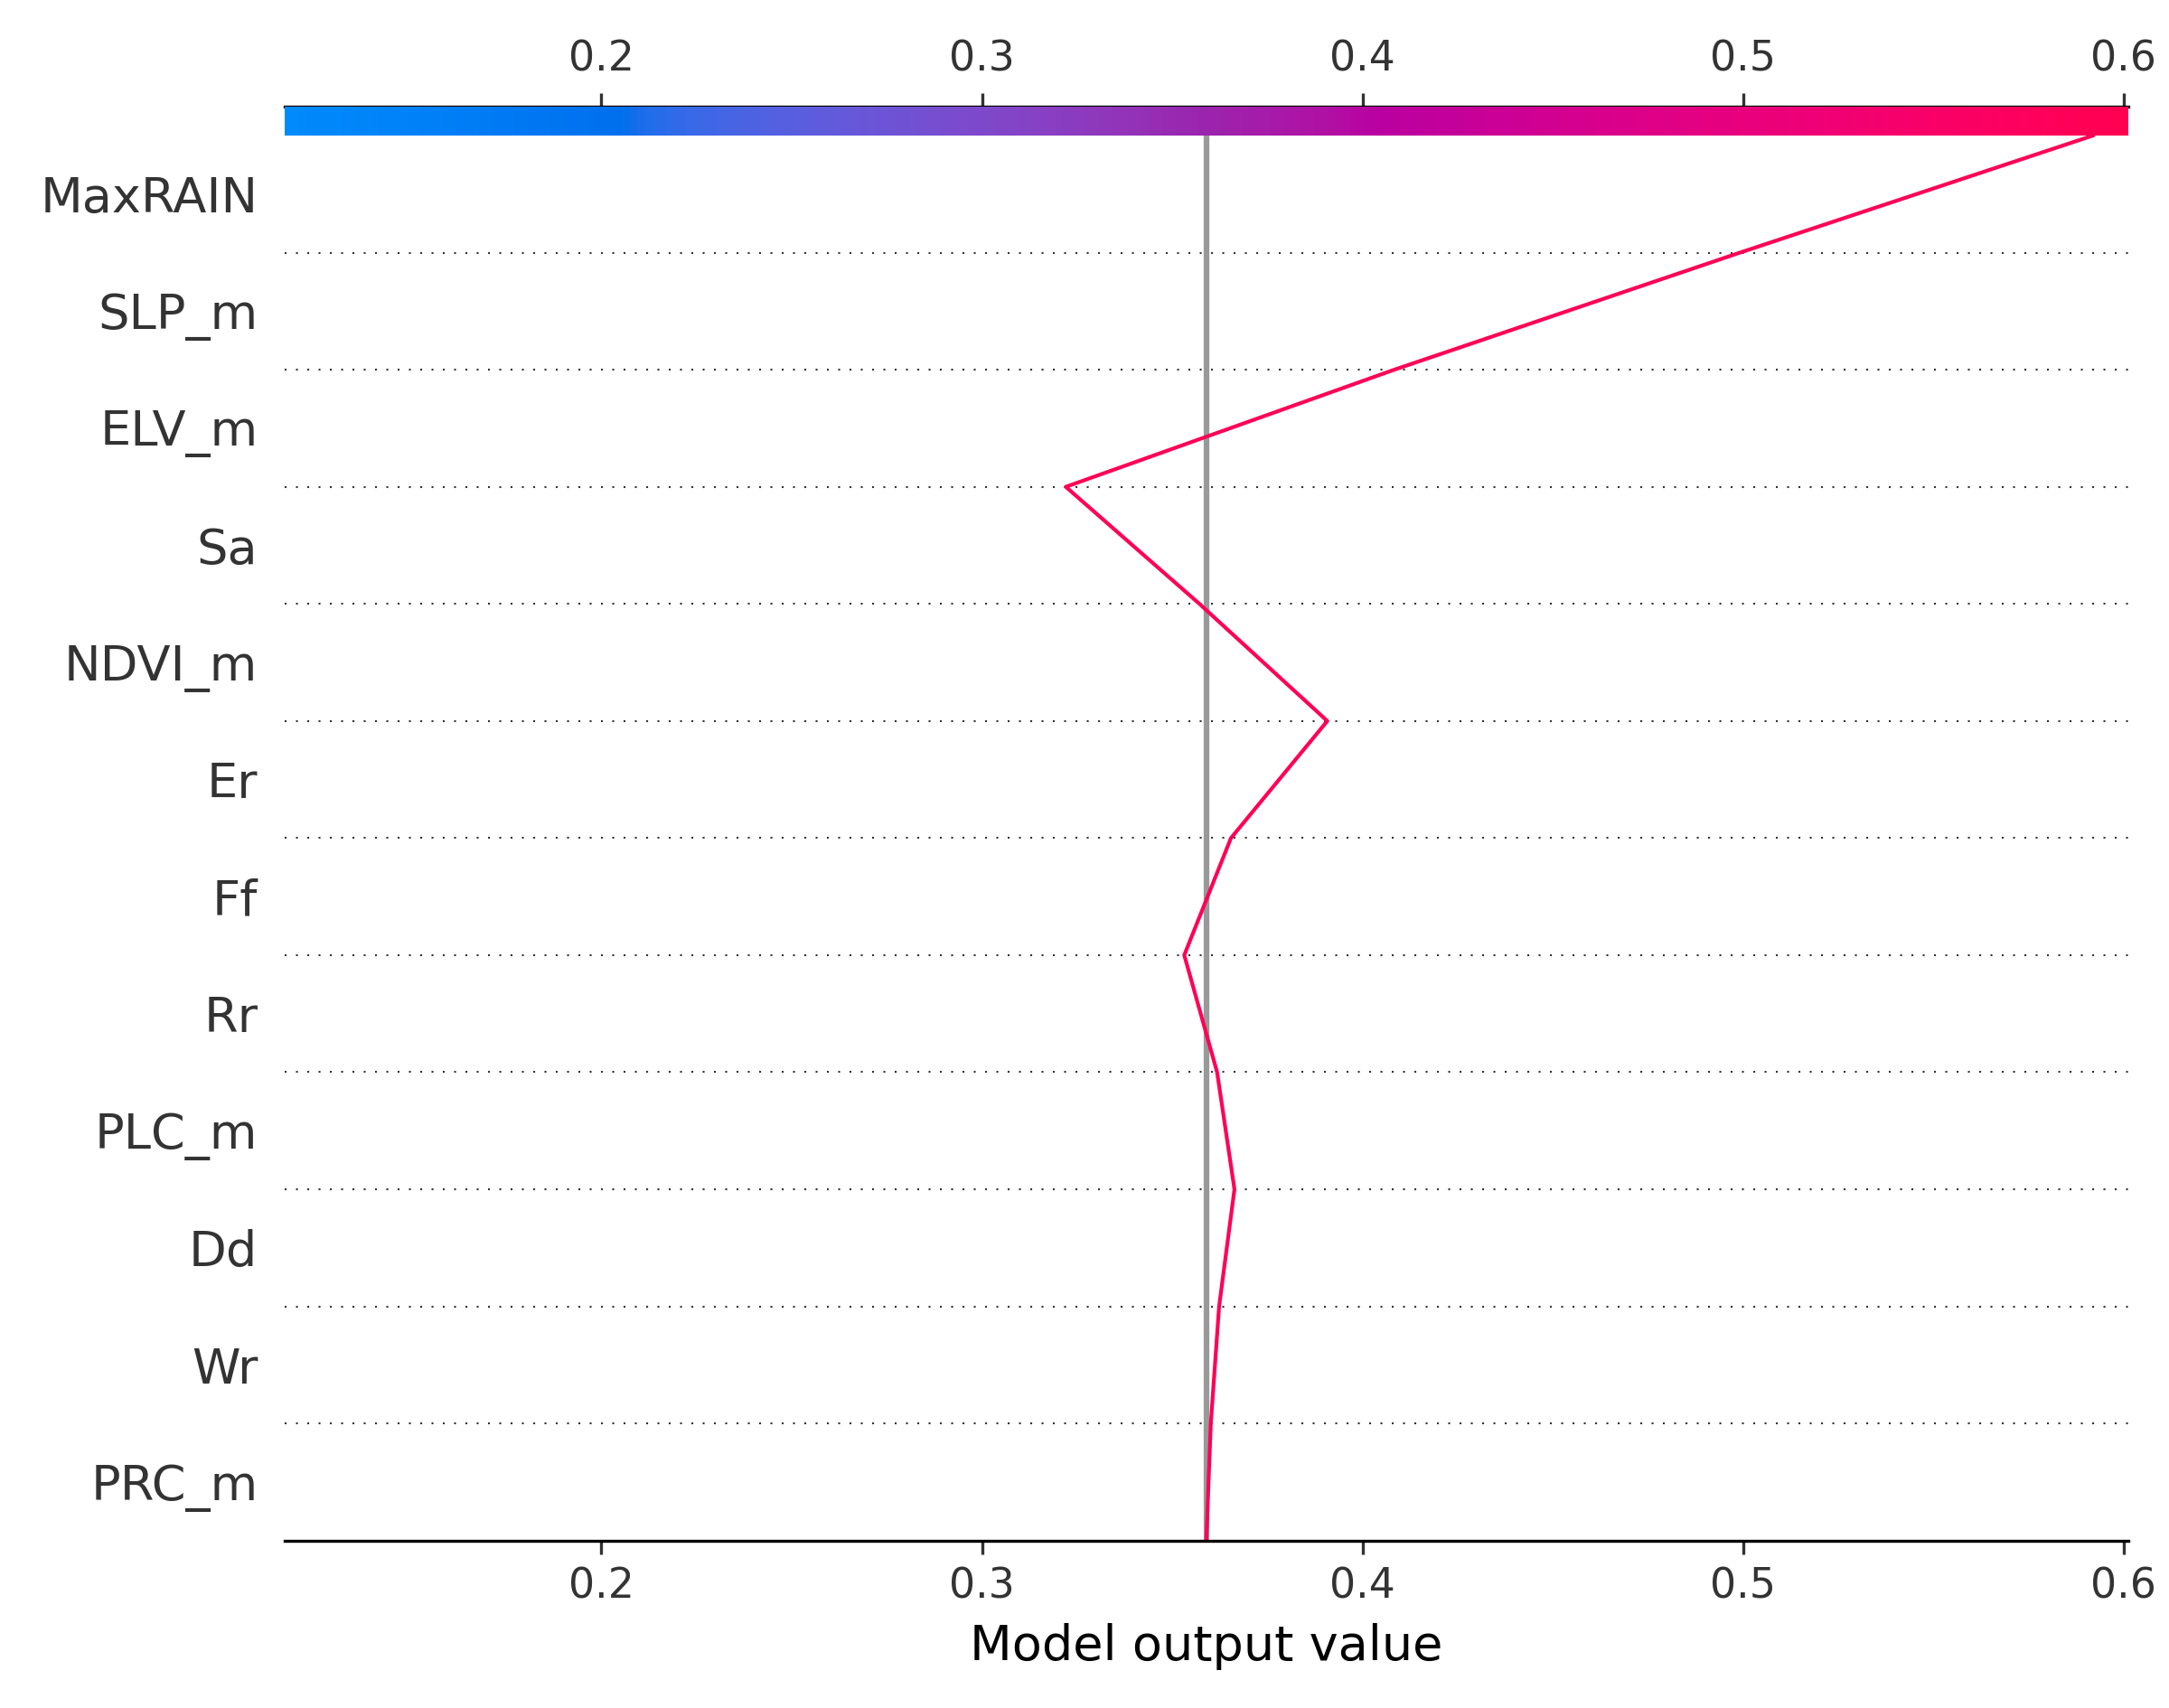 0.2 0.3 0.4 0.5 0.6
MaxRAIN
SLP_m
ELV_m
Sa
NDVI_m
Er
Ff
Rr
PLC_m
Dd
Wr
PRC_m
0.2 0.3 0.4 0.5 0.6
Model output value